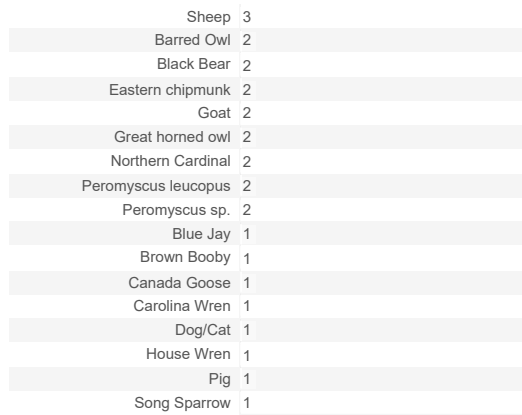 Sheep 3
Barred Owl 2
Black Bear 2
Eastern chipmunk 2
Goat 2
Great horned owl 2
Northern Cardinal 2
Peromyscus leucopus 2
Peromyscus sp. 2
Blue Jay 1
Brown Booby 1
Canada Goose 1
Carolina Wren 1
Dog/Cat 1
House Wren 1
Pig 1
Song Sparrow 1